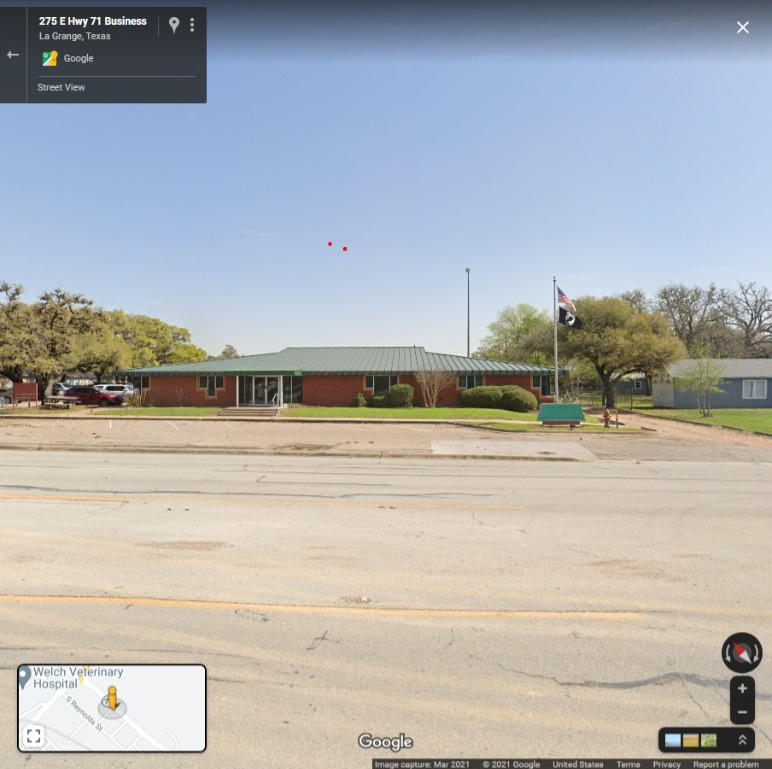 275 E Hwy 71 Business
La Grange, Texas
Google
Street View
Welch Veterinary
Hospital
S Reynolds St
Google
Image capture: Mar 2021 © 2021 Google United States Terms Privacy Report a problem